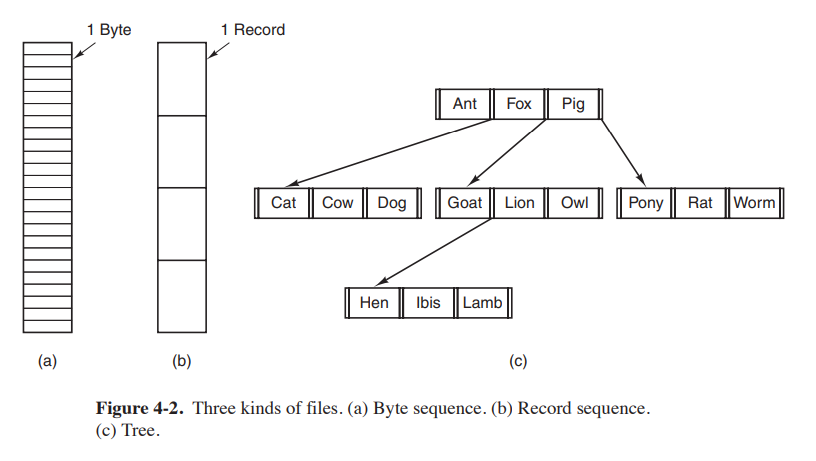 1 Byte
1 Record
Ant Fox Pig
Cat Cow Dog
Goat Lion Owl
Pony Rat Worm
Hen Ibis Lamb
(a)
(b)
(c)
Figure 4-2. Three kinds of files. (a) Byte sequence. (b) Record sequence.
(c) Tree.